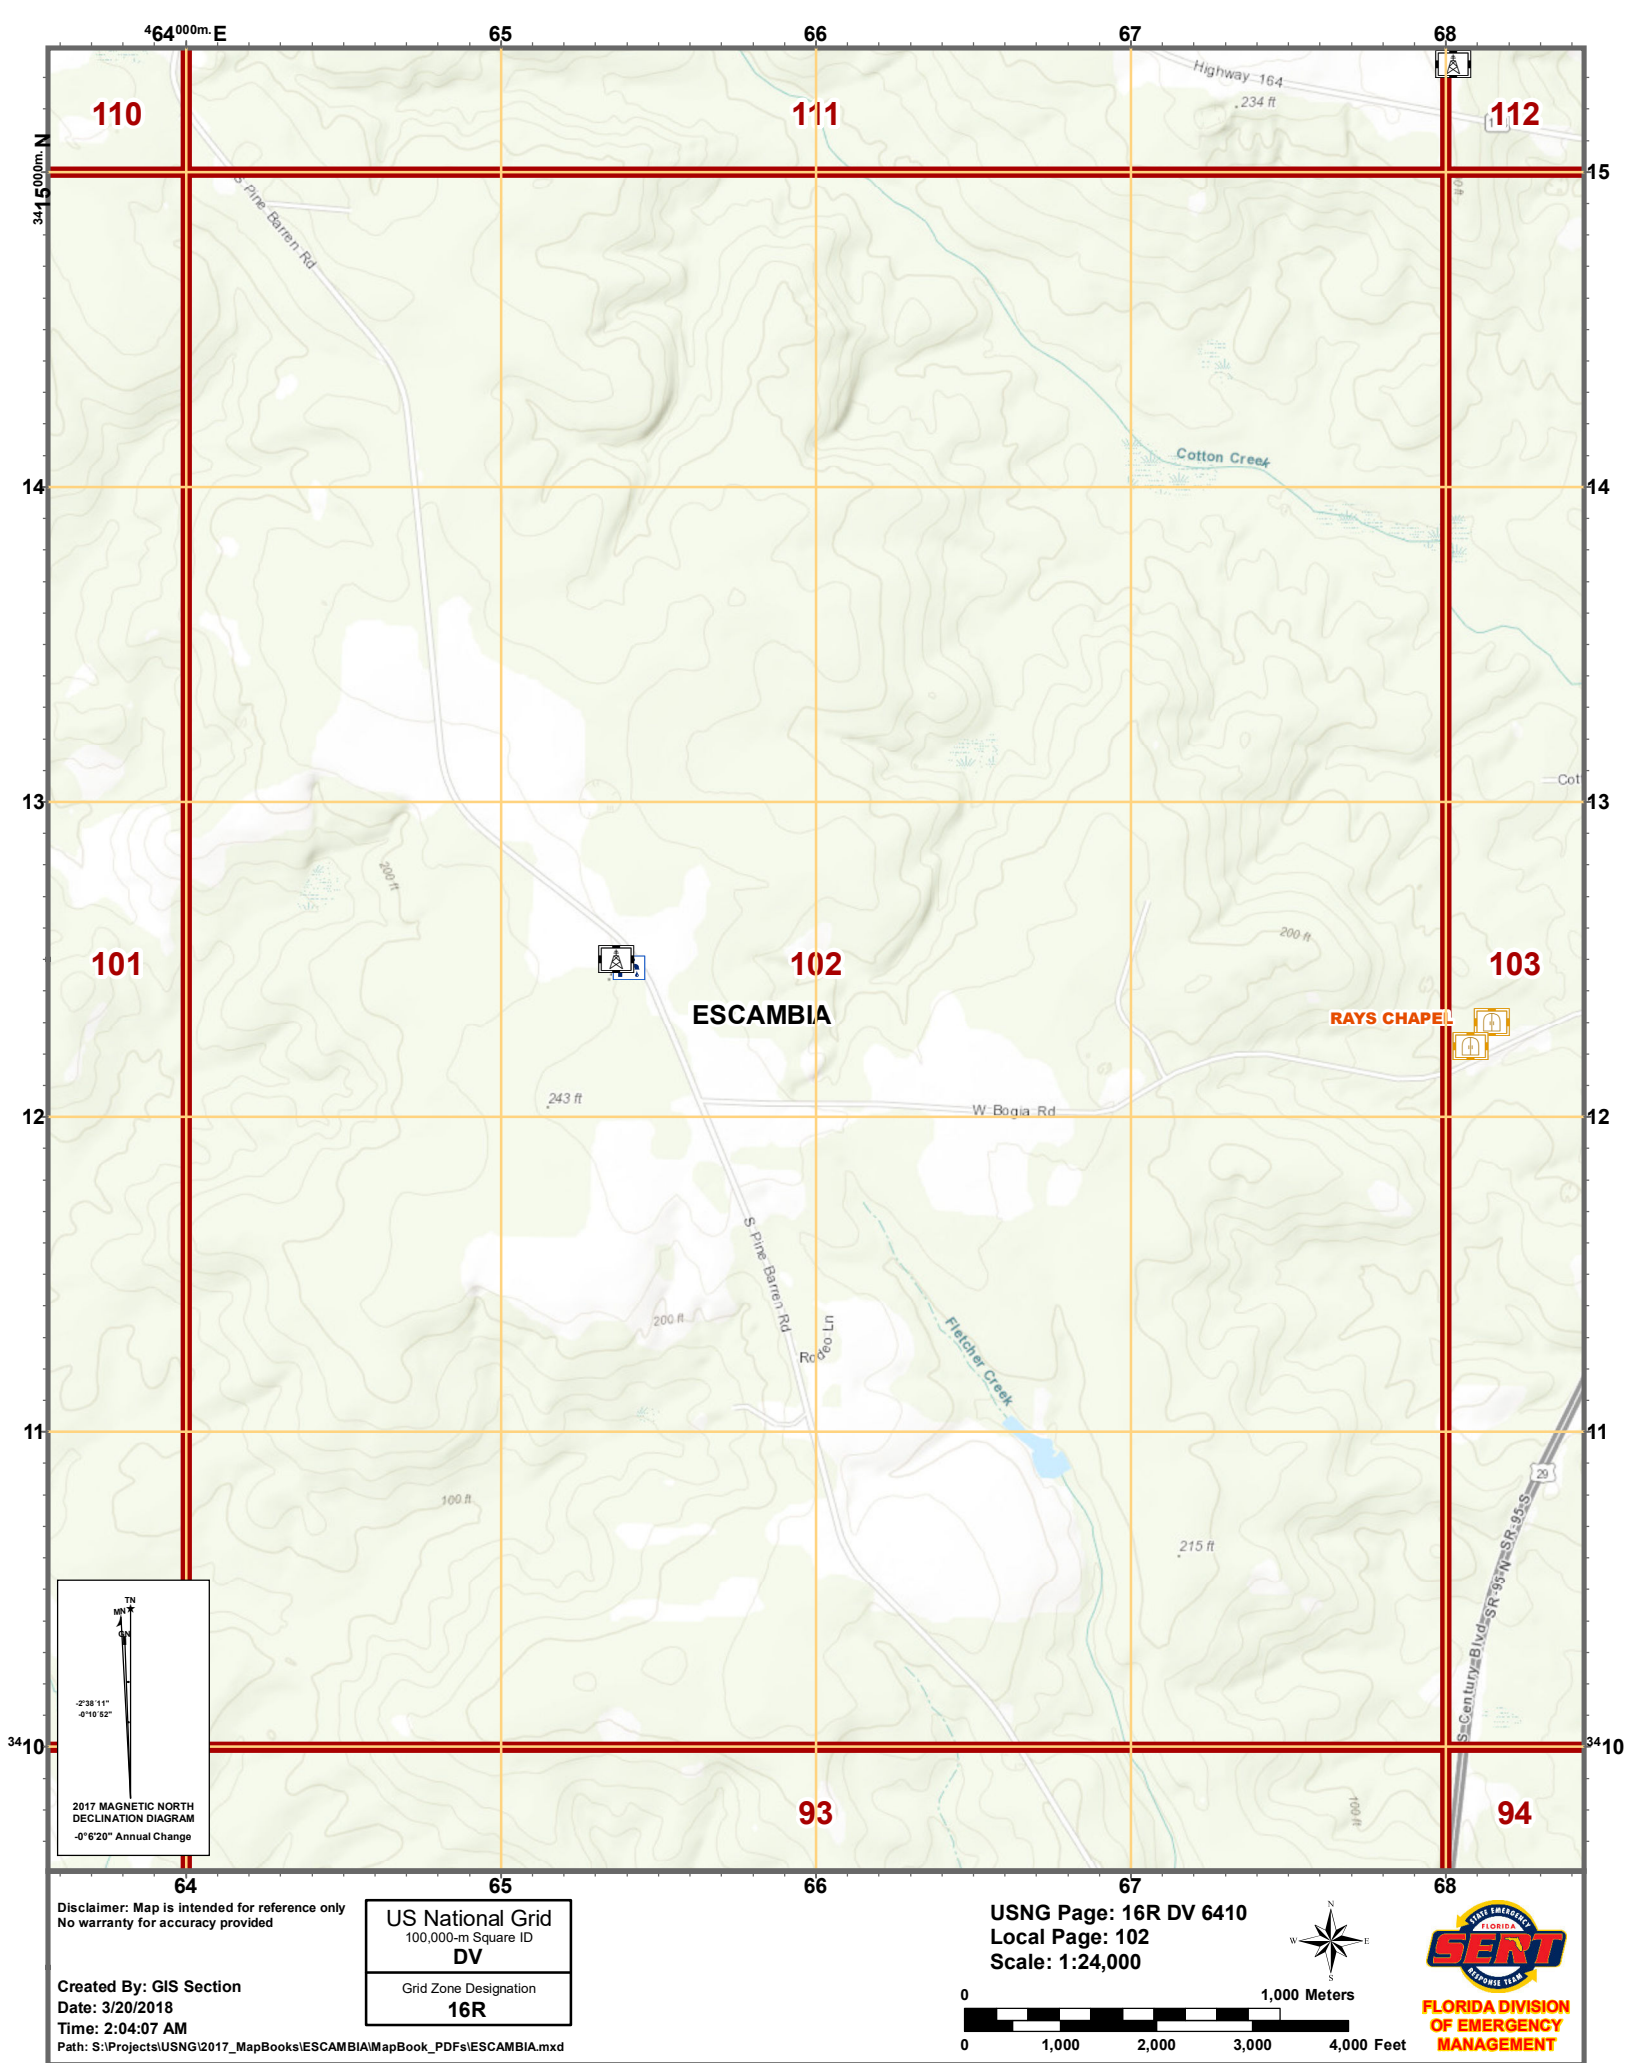 464000m. E 65 66 67 68
Highway 164
234 ft
110 111 112
3415000m. N 15
S Pine Barren Rd
Cotton Creek
14 14
Cot
13 13
200 ft
200 ft
101 102 103
ESCAMBIA
RAYS CHAPEL
243 ft
W Bogia Rd
12 12
S Pine Barren Rd
200 ft
Rodeo Ln
Fletcher Creek
11 11
29
100 ft
215 ft
S Century Blvd SR-95-N SR-95-S
TN
MN
GN
-2°38'11"
-0°10'52"
3410 3410
2017 MAGNETIC NORTH
DECLINATION DIAGRAM
-0°6'20" Annual Change
93 94
100 ft
64 65 66 67 68
Disclaimer: Map is intended for reference only
No warranty for accuracy provided
Created By: GIS Section
Date: 3/20/2018
Time: 2:04:07 AM
Path: S:\Projects\USNG\2017_MapBooks\ESCAMBIA\MapBook_PDFs\ESCAMBIA.mxd
US National Grid
100,000-m Square ID
DV
Grid Zone Designation
16R
USNG Page: 16R DV 6410
Local Page: 102
Scale: 1:24,000
N
W E
S
0 1,000 Meters
0 1,000 2,000 3,000 4,000 Feet
STATE EMERGENCY
FLORIDA
SERT
RESPONSE TEAM
FLORIDA DIVISION
OF EMERGENCY
MANAGEMENT